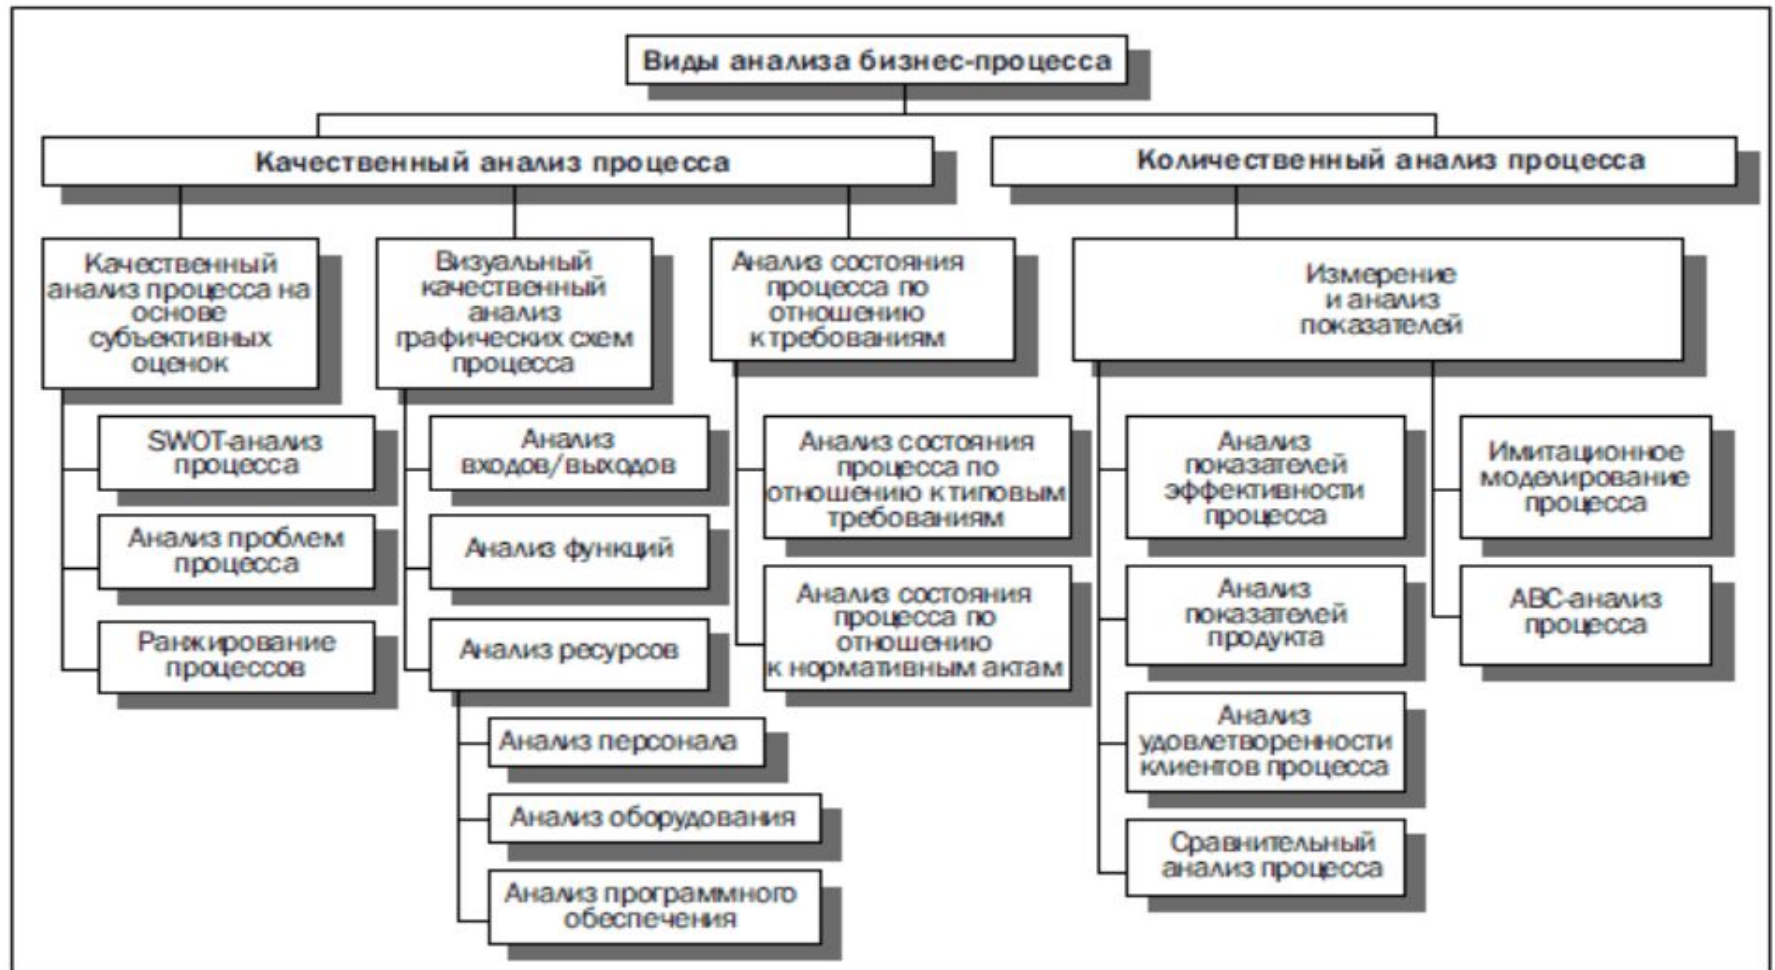 Виды анализа бизнес-процесса
Качественный анализ процесса
Количественный анализ процесса
Качественный
анализ процесса на
основе
субъективных
оценок
Визуальный
качественный
анализ
графических схем
процесса
Анализ состояния
процесса по
отношению
к требованиям
Измерение
и анализ
показателей
SWOT-анализ
процесса
Анализ проблем
процесса
Ранжирование
процессов
Анализ
входов/выходов
Анализ функций
Анализ ресурсов
Анализ персонала
Анализ оборудования
Анализ программного
обеспечения
Анализ состояния
процесса по
отношению к типовым
требованиям
Анализ состояния
процесса по
отношению
к нормативным актам
Анализ
показателей
эффективности
процесса
Анализ
показателей
продукта
Анализ
удовлетворенности
клиентов процесса
Сравнительный
анализ процесса
Имитационное
моделирование
процесса
АВС-анализ
процесса